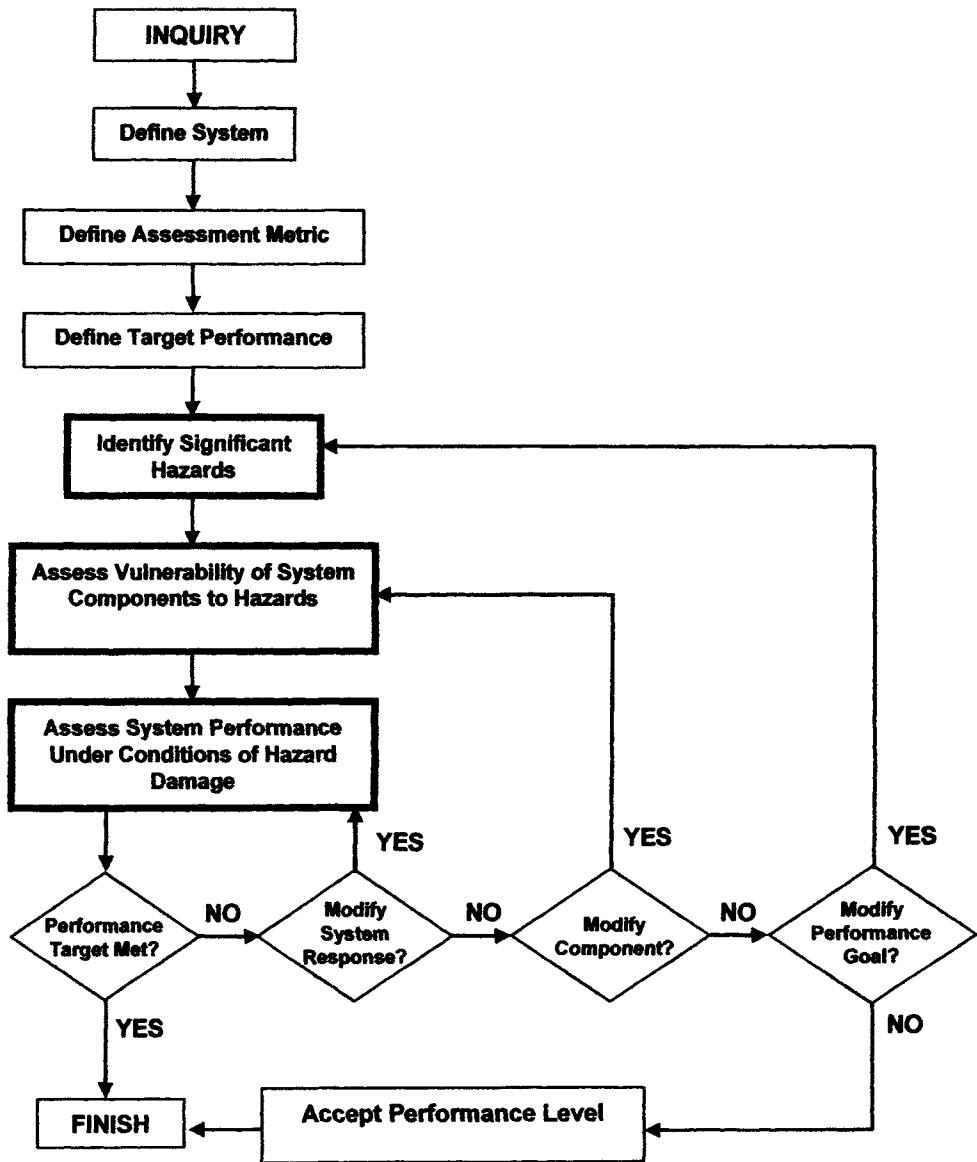 INQUIRY
Define System
Define Assessment Metric
Define Target Performance
Identify Significant
Hazards
Assess Vulnerability of System
Components to Hazards
Assess System Performance
Under Conditions of Hazard
Damage
YES
YES
YES
Performance
Target Met?
NO
Modify
System
Response?
NO
Modify
Component?
NO
Modify
Performance
Goal?
YES
NO
FINISH
Accept Performance Level